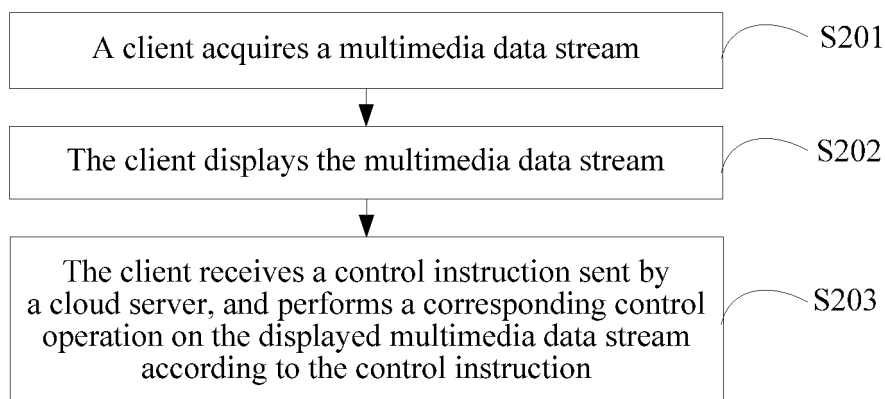 A client acquires a multimedia data stream
S201
The client displays the multimedia data stream
S202
The client receives a control instruction sent by
a cloud server, and performs a corresponding control
operation on the displayed multimedia data stream
according to the control instruction
S203